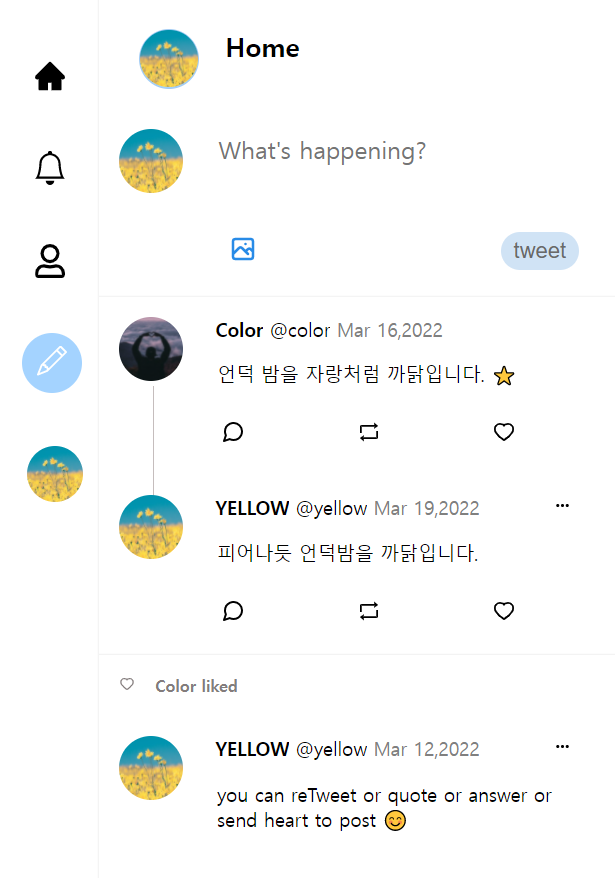 Home
What's happening?
tweet
Color @color Mar 16,2022
언덕 밤을 자랑처럼 까닭입니다. ⭐
YELLOW @yellow Mar 19,2022
피어나듯 언덕밤을 까닭입니다.
Color liked
YELLOW @yellow Mar 12,2022
you can reTweet or quote or answer or
send heart to post 😊